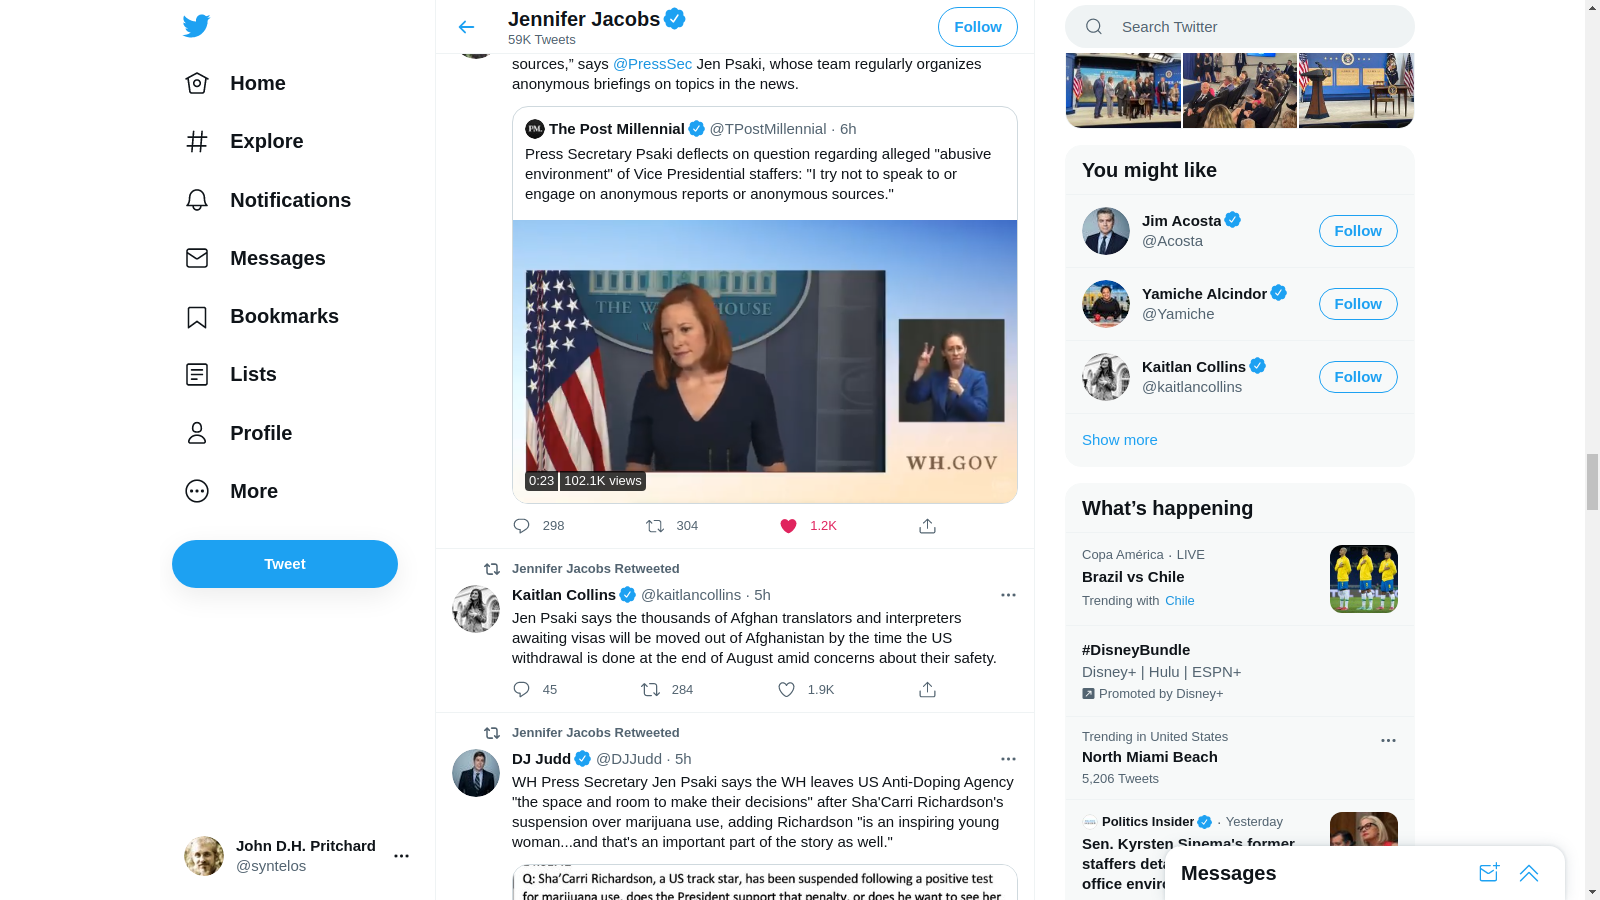 Home
Explore
Notifications
Messages
Bookmarks
Lists
Profile
More
Tweet
John D.H. Pritchard
@syntelos
Jennifer Jacobs
59K Tweets
Follow
sources,” says @PressSec Jen Psaki, whose team regularly organizes
anonymous briefings on topics in the news.
PM.
The Post Millennial @TPostMillennial · 6h
Press Secretary Psaki deflects on question regarding alleged "abusive
environment" of Vice Presidential staffers: "I try not to speak to or
engage on anonymous reports or anonymous sources."
THE WHITE HOUSE
WH.GOV
0:23 102.1K views
298 304 1.2K
Jennifer Jacobs Retweeted
Kaitlan Collins @kaitlancollins · 5h
Jen Psaki says the thousands of Afghan translators and interpreters
awaiting visas will be moved out of Afghanistan by the time the US
withdrawal is done at the end of August amid concerns about their safety.
45 284 1.9K
Jennifer Jacobs Retweeted
DJ Judd @DJJudd · 5h
WH Press Secretary Jen Psaki says the WH leaves US Anti-Doping Agency
"the space and room to make their decisions" after Sha'Carri Richardson's
suspension over marijuana use, adding Richardson "is an inspiring young
woman...and that's an important part of the story as well."
Q: Sha’Carri Richardson, a US track star, has been suspended following a positive test
for marijuana use, does the President support that penalty, or does he want to see her
Search Twitter
You might like
Jim Acosta
@Acosta
Follow
Yamiche Alcindor
@Yamiche
Follow
Kaitlan Collins
@kaitlancollins
Follow
Show more
What’s happening
Copa América · LIVE
Brazil vs Chile
Trending with Chile
#DisneyBundle
Disney+ | Hulu | ESPN+
Promoted by Disney+
Trending in United States
North Miami Beach
5,206 Tweets
Politics Insider · Yesterday
Sen. Kyrsten Sinema's former
staffers
office
Messages